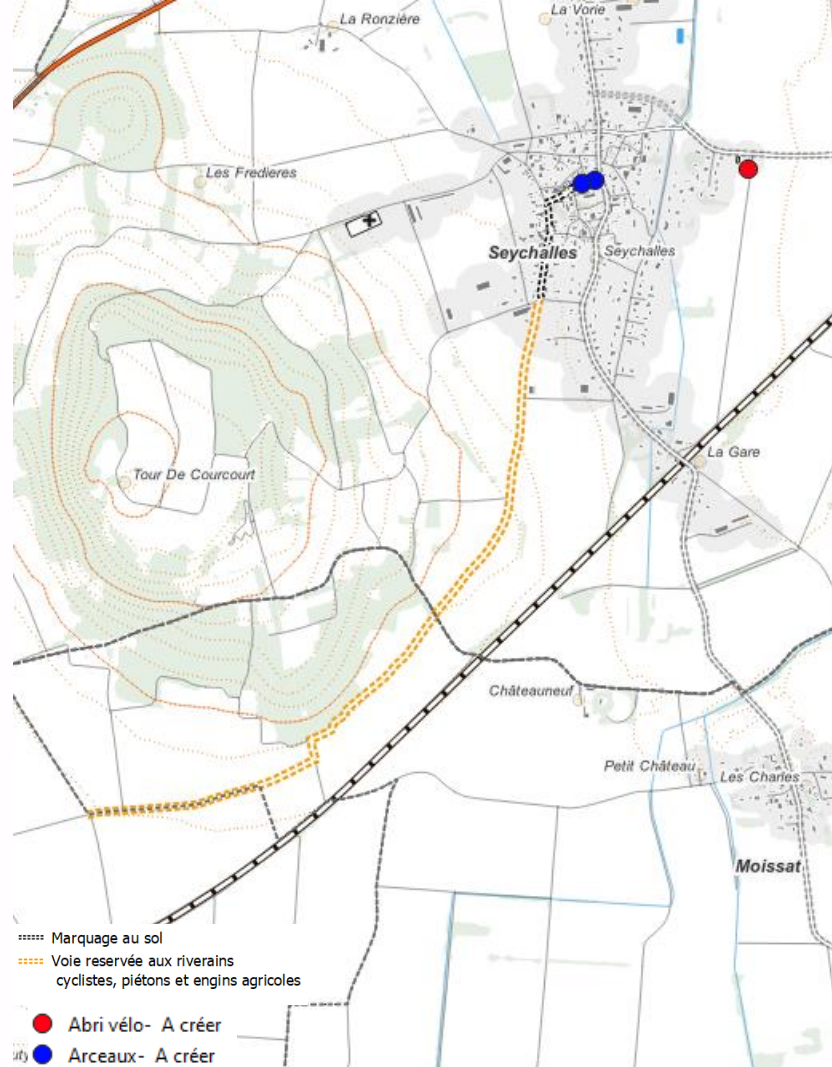 La Vorie
La Ronzière
Les Fredieres
Seychalles
Seychalles
Tour De Courcourt
La Gare
Châteauneuf
Petit Château
Les Charles
Moissat
Marquage au sol
Voie reservée aux riverains
cyclistes, piétons et engins agricoles
Abri vélo- A créer
Arceaux- A créer